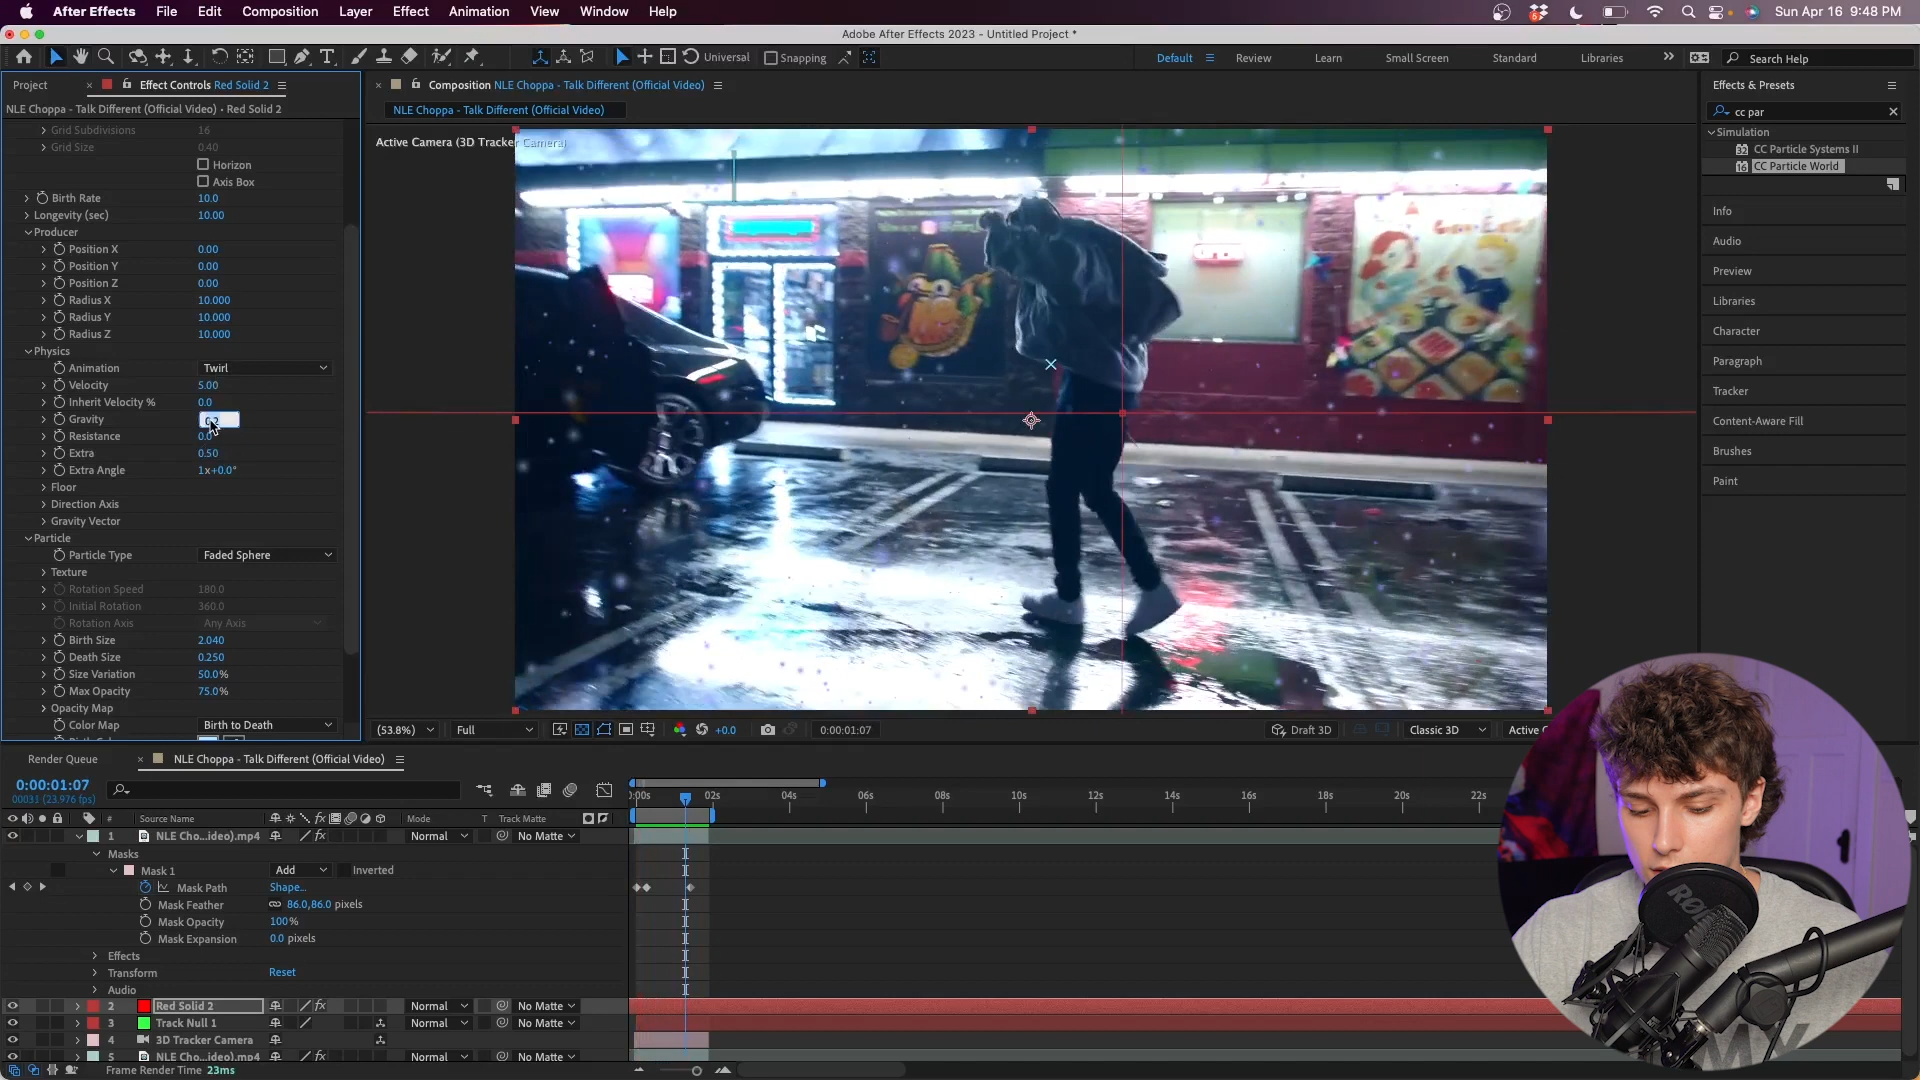 After Effects File Edit Composition Layer Effect Animation View Window Help Sun Apr 16 9:48 PM
Adobe After Effects 2023 - Untitled Project *
Universal Snapping Default Review Learn Small Screen Standard Libraries Search Help
Project Effect Controls Red Solid 2 Composition NLE Choppa - Talk Different (Official Video) Effects & Presets
NLE Choppa - Talk Different (Official Video) • Red Solid 2 NLE Choppa - Talk Different (Official Video) cc par
Grid Subdivisions 16 Simulation
Grid Size 0.40 Active Camera (3D Tracker Camera) CC Particle Systems II
Horizon CC Particle World
Axis Box
Birth Rate 10.0
Longevity (sec) 10.00 Info
Producer
Position X 0.00 Audio
Position Y 0.00
Position Z 0.00 Preview
Radius X 10.000 Libraries
Radius Y 10.000
Radius Z 10.000 Character
Physics
Animation Twirl Paragraph
Velocity 5.00 Tracker
Inherit Velocity % 0.0
Gravity Content-Aware Fill
Resistance 0.0
Extra 0.50 Brushes
Extra Angle 1x+0.0°
Floor Paint
Direction Axis
Gravity Vector
Particle
Particle Type Faded Sphere
Texture
Rotation Speed 180.0
Initial Rotation 360.0
Rotation Axis Any Axis
Birth Size 2.040
Death Size 0.250
Size Variation 50.0%
Max Opacity 75.0%
Opacity Map
Color Map Birth to Death (53.8%) Full +0.0 0:00:01:07 Draft 3D Classic 3D Active
Render Queue NLE Choppa - Talk Different (Official Video)
0:00:01:07
00031 (23.976 fps) :00s 02s 04s 06s 08s 10s 12s 14s 16s 18s 20s 22s
# Source Name Mode T Track Matte
1 NLE Cho...ideo).mp4 Normal No Matte
Masks
Mask 1 Add Inverted
Mask Path Shape...
Mask Feather 86.0,86.0 pixels
Mask Opacity 100%
Mask Expansion 0.0 pixels
Effects
Transform Reset
Audio
2 Red Solid 2 Normal No Matte
3 Track Null 1 Normal No Matte
4 3D Tracker Camera
5 NLE Cho...ideo).mp4 Normal No Matte
Frame Render Time 23ms
RØDE